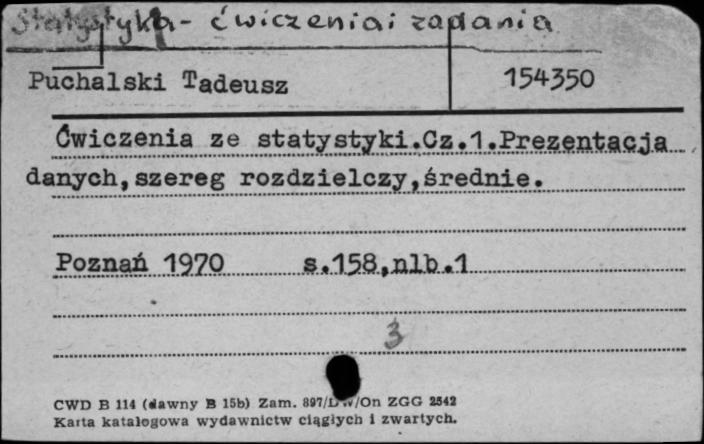 Statystyka - ćwiczenia i zadania
Puchalski Tadeusz 154350
Ćwiczenia ze statystyki.Cz.1.Prezentacja
danych,szereg rozdzielczy,średnie.
Poznań 1970 s.158,nlb.1
3
CWD B 114 (dawny B 15b) Zam. 897/DW/On ZGG 2542
Karta katalogowa wydawnictw ciągłych i zwartych.